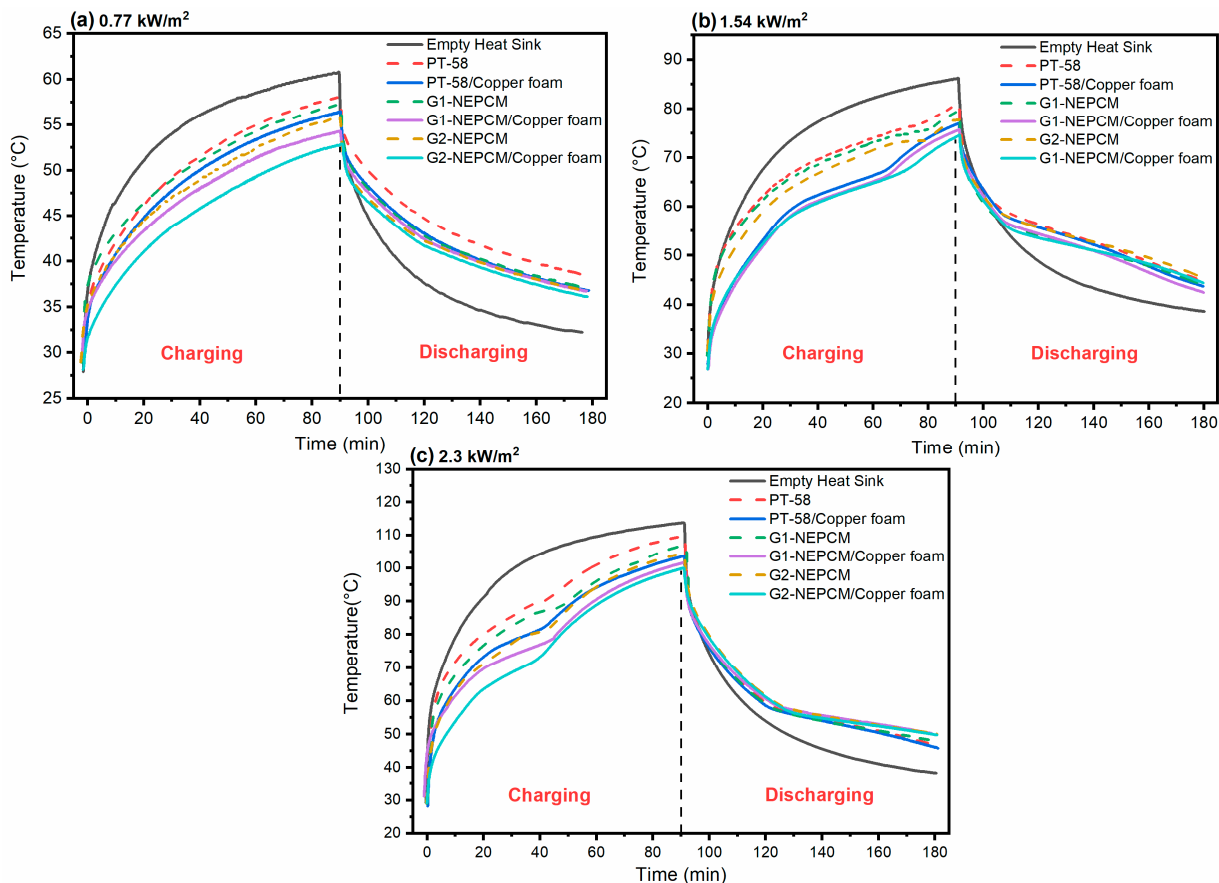 (a) 0.77 kW/m²
65
60
55
50
45
40
35
30
25
Temperature (°C)
0 20 40 60 80 100 120 140 160 180
Time (min)
Empty Heat Sink
PT-58
PT-58/Copper foam
G1-NEPCM
G1-NEPCM/Copper foam
G2-NEPCM
G2-NEPCM/Copper foam
Charging
Discharging
(b) 1.54 kW/m²
90
80
70
60
50
40
30
20
Temperature (°C)
0 20 40 60 80 100 120 140 160 180
Time (min)
Empty Heat Sink
PT-58
PT-58/Copper foam
G1-NEPCM
G1-NEPCM/Copper foam
G2-NEPCM
G1-NEPCM/Copper foam
Charging
Discharging
(c) 2.3 kW/m²
130
120
110
100
90
80
70
60
50
40
30
20
Temperature(°C)
0 20 40 60 80 100 120 140 160 180
Time (min)
Empty Heat Sink
PT-58
PT-58/Copper foam
G1-NEPCM
G1-NEPCM/Copper foam
G2-NEPCM
G2-NEPCM/Copper foam
Charging
Discharging